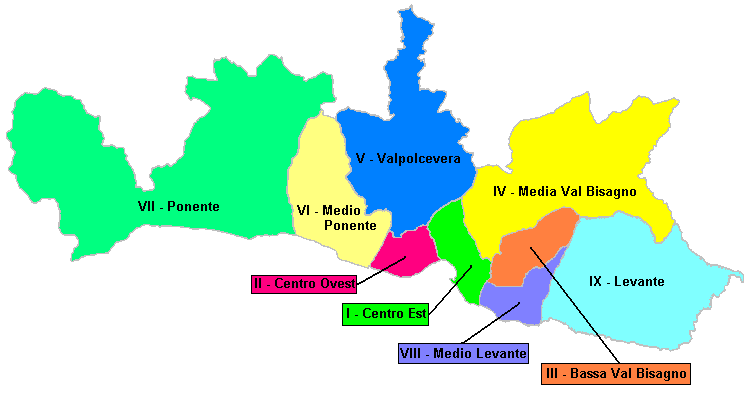 V - Valpolcevera
IV - Media Val Bisagno
VII - Ponente
VI - Medio
Ponente
II - Centro Ovest
IX - Levante
I - Centro Est
VIII - Medio Levante
III - Bassa Val Bisagno